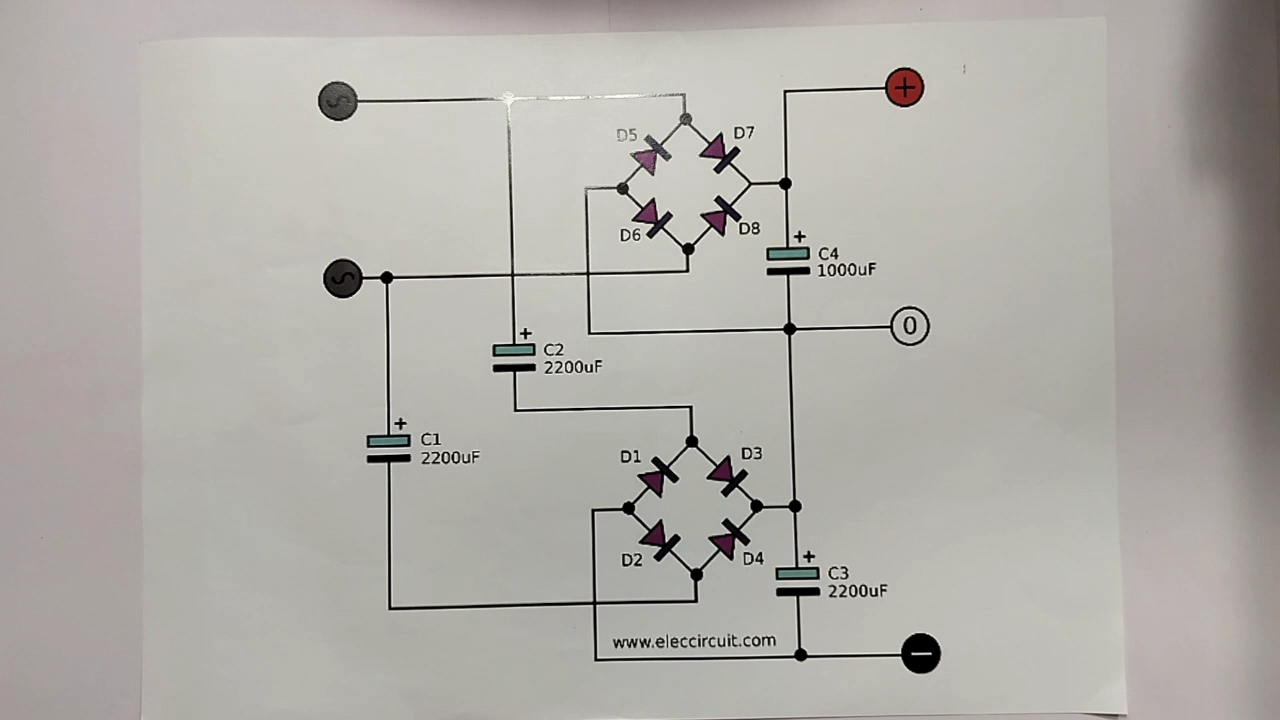 +
D5
D7
D6
D8
+
C4
1000uF
0
+
C2
2200uF
+
C1
2200uF
D1
D3
D2
D4
+
C3
2200uF
www.eleccircuit.com
−